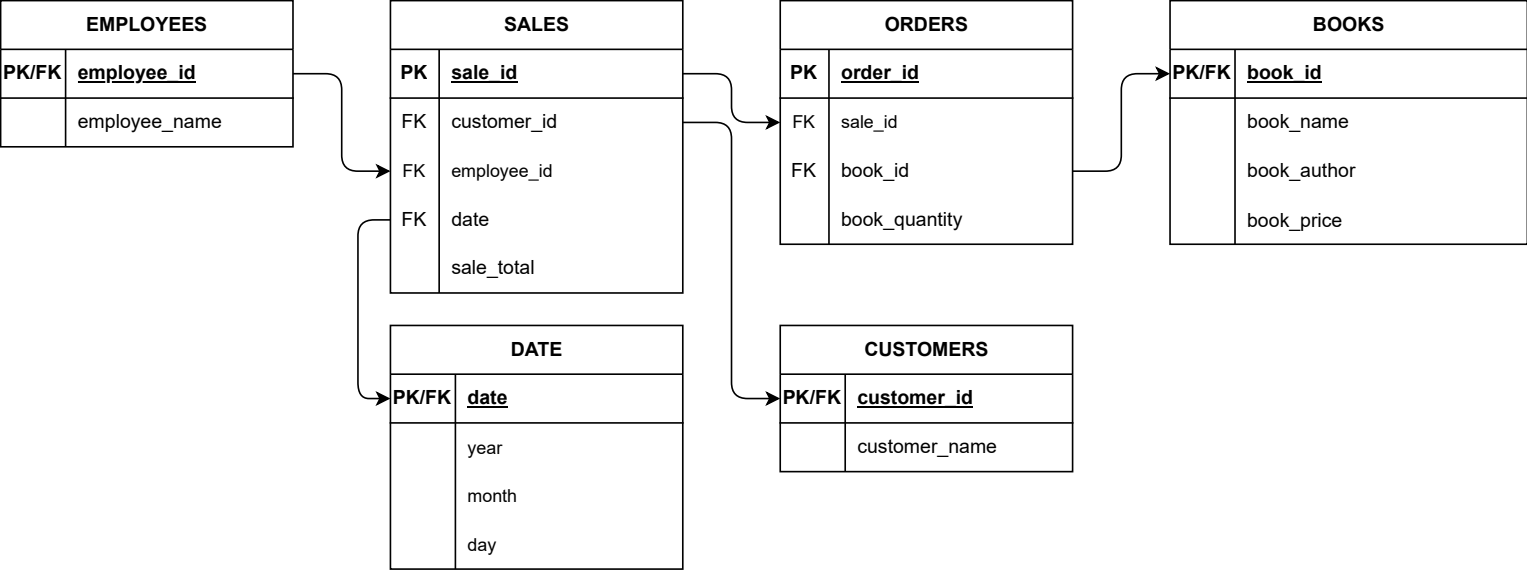 EMPLOYEES
PK/FK employee_id
employee_name
SALES
PK sale_id
FK customer_id
FK employee_id
FK date
sale_total
ORDERS
PK order_id
FK sale_id
FK book_id
book_quantity
BOOKS
PK/FK book_id
book_name
book_author
book_price
DATE
PK/FK date
year
month
day
CUSTOMERS
PK/FK customer_id
customer_name